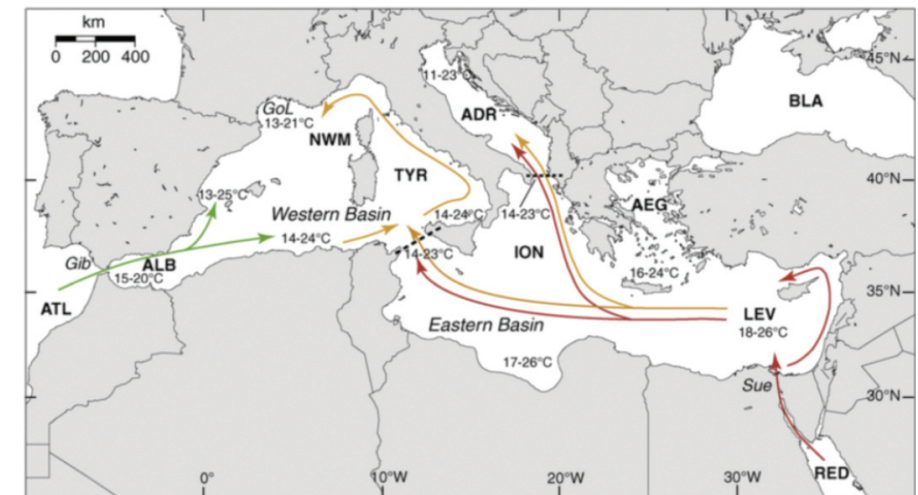 km
0 200 400
11-23°C
45°N
BLA
GoL
13-21°C
ADR
NWM
TYR
40°N
13-25°C
AEG
Western Basin
14-24°C
14-23°C
14-24°C
ION
Gib
ALB
14-23°C
16-24°C
15-20°C
35°N
ATL
LEV
Eastern Basin
18-26°C
17-26°C
Sue
30°N
0°
10°W
20°W
30°W
RED